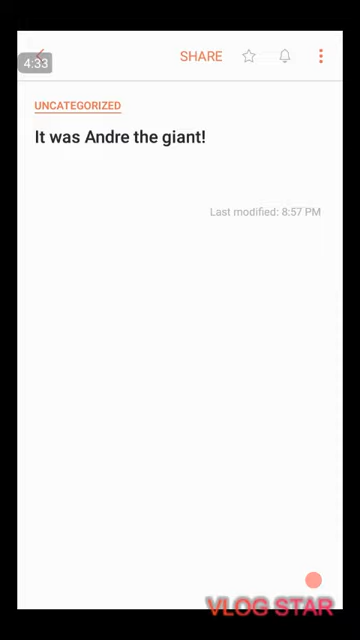 4:33
SHARE
UNCATEGORIZED
It was Andre the giant!
Last modified: 8:57 PM
VLOG STAR